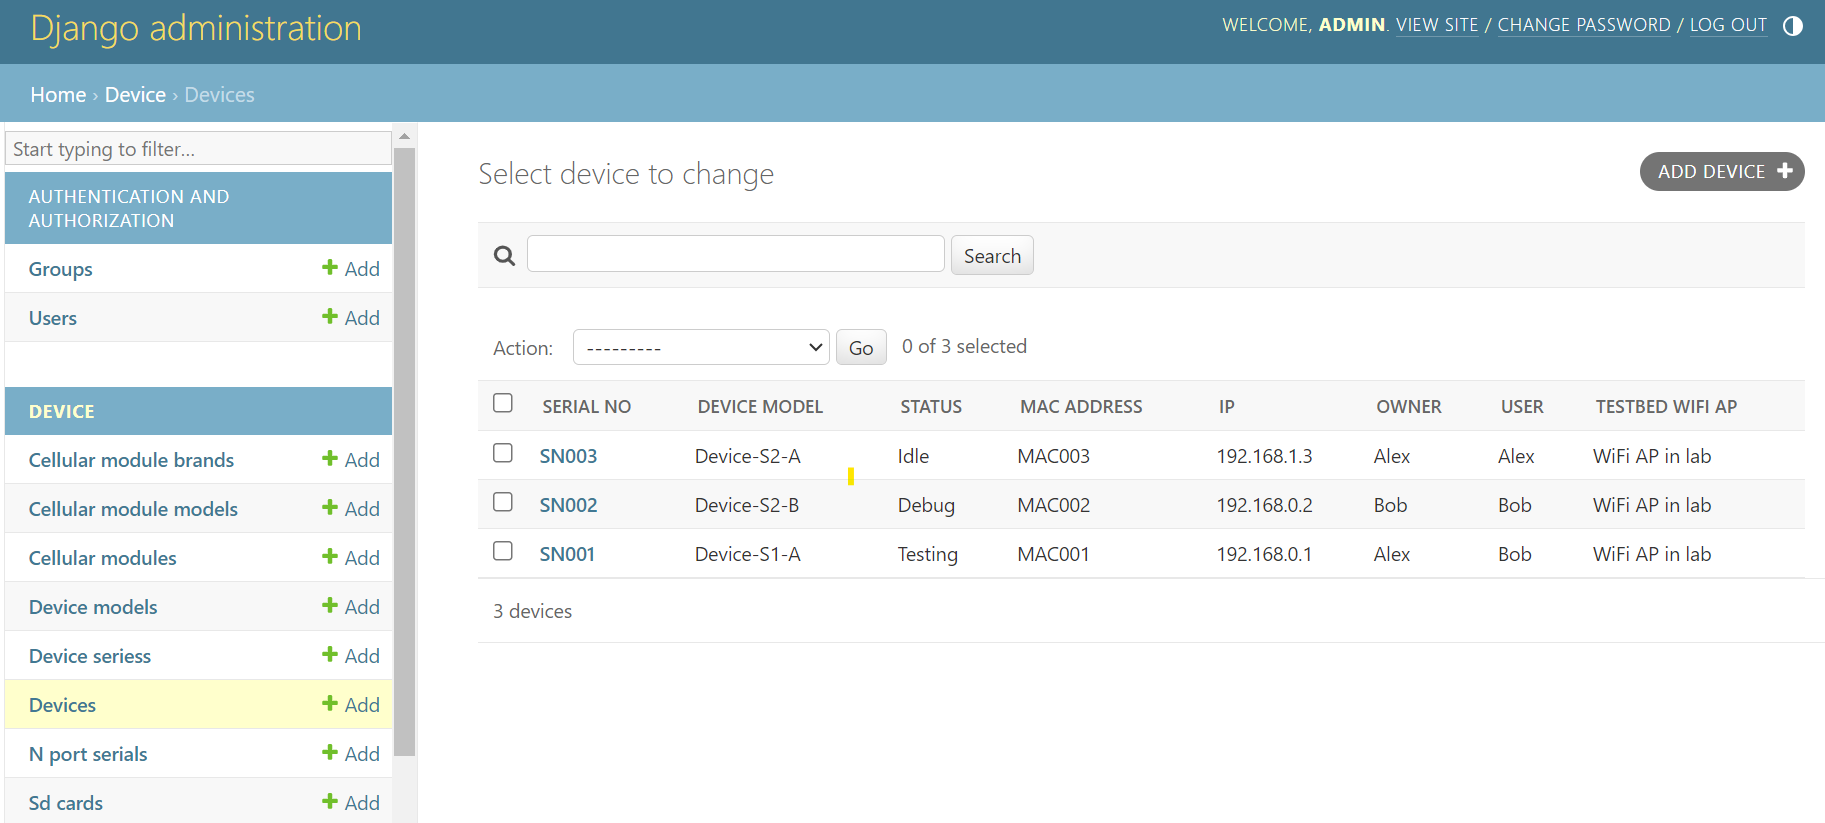 Django administration
WELCOME, ADMIN. VIEW SITE / CHANGE PASSWORD / LOG OUT
Home › Device › Devices
Start typing to filter...
AUTHENTICATION AND
AUTHORIZATION
Groups + Add
Users + Add
DEVICE
Cellular module brands + Add
Cellular module models + Add
Cellular modules + Add
Device models + Add
Device seriess + Add
Devices + Add
N port serials + Add
Sd cards + Add
Select device to change
ADD DEVICE +
Search
Action: --------- Go 0 of 3 selected
SERIAL NO DEVICE MODEL STATUS MAC ADDRESS IP OWNER USER TESTBED WIFI AP
SN003 Device-S2-A Idle MAC003 192.168.1.3 Alex Alex WiFi AP in lab
SN002 Device-S2-B Debug MAC002 192.168.0.2 Bob Bob WiFi AP in lab
SN001 Device-S1-A Testing MAC001 192.168.0.1 Alex Bob WiFi AP in lab
3 devices